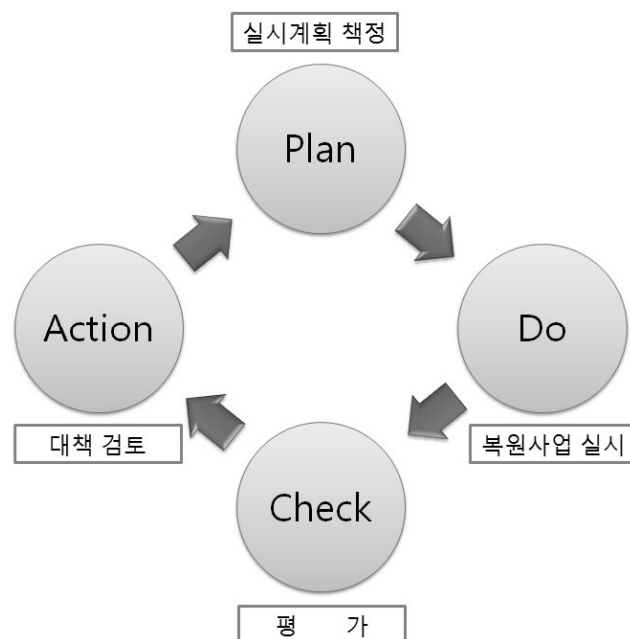 실시계획 책정
Plan
Action
Do
대책 검토
복원사업 실시
Check
평 가